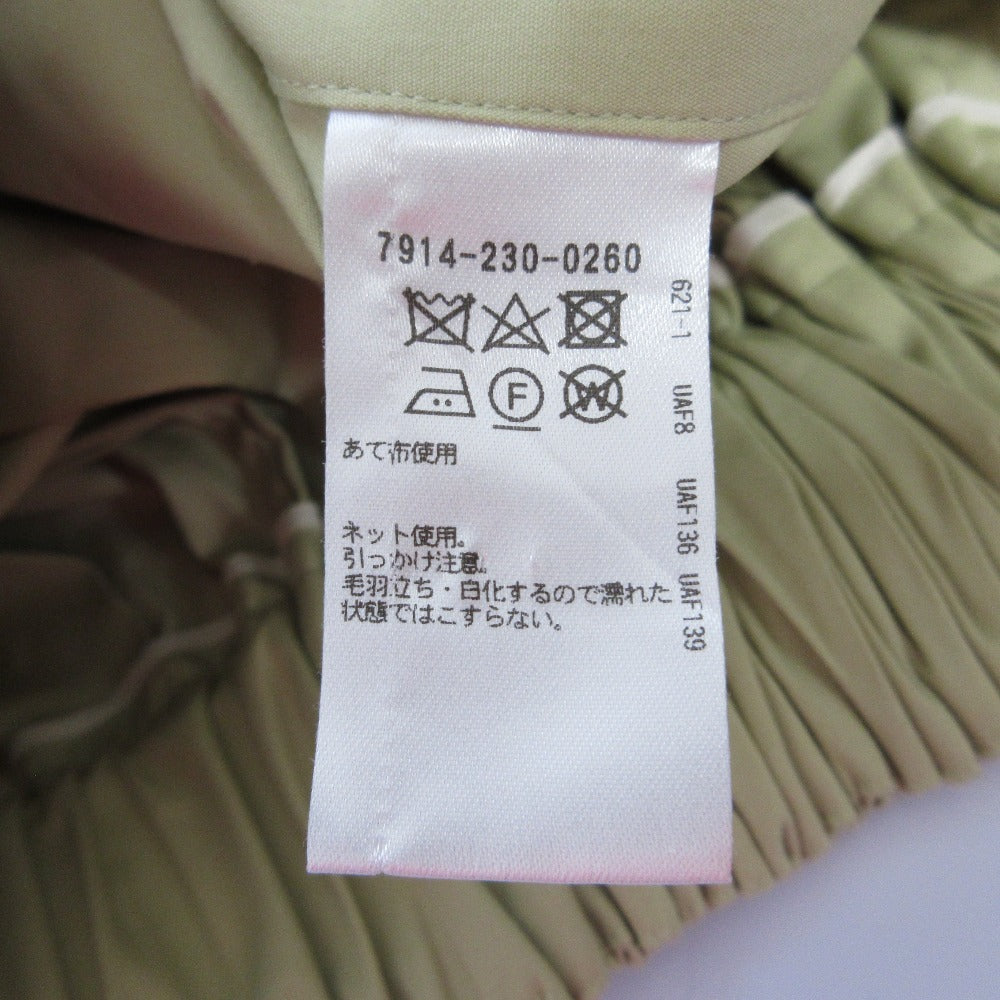 7914-230-0260
F
W
あて布使用
ネット使用。
引っかけ注意。
毛羽立ち・白化するので濡れた
状態ではこすらない。
621-1 UAF8 UAF136 UAF139